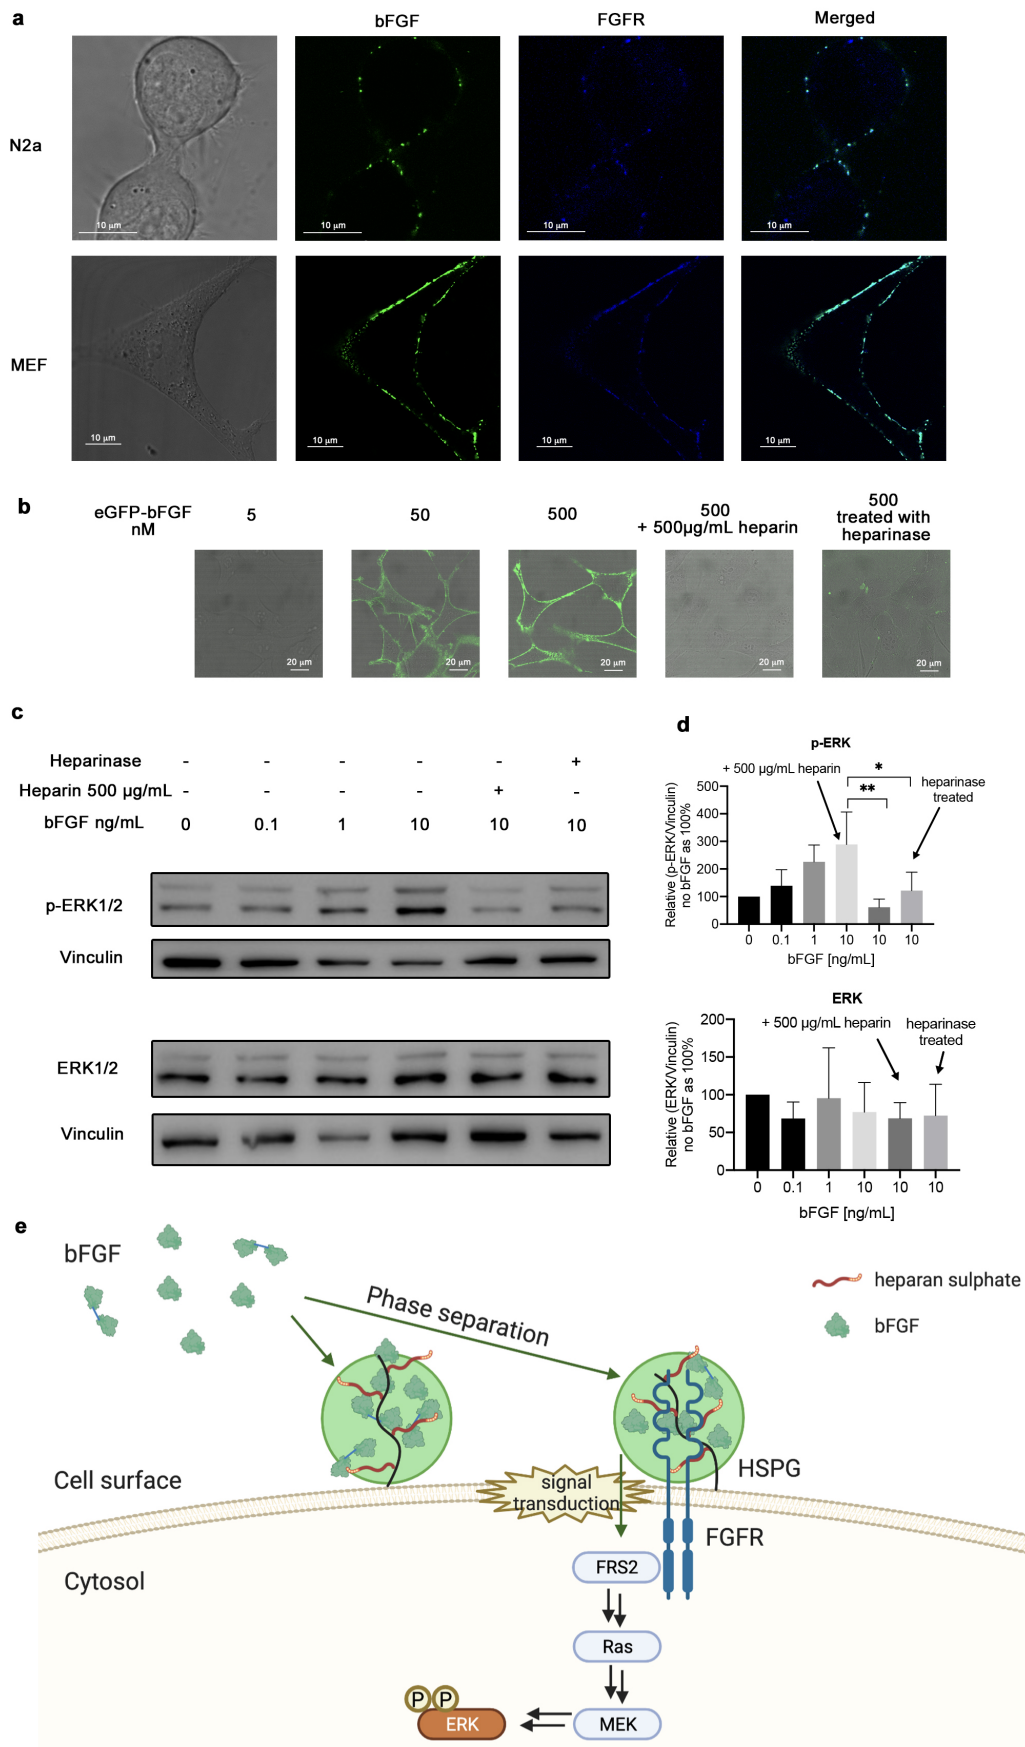 a
bFGF
FGFR
Merged
N2a
10 μm
10 μm
10 μm
10 μm
MEF
10 μm
10 μm
10 μm
10 μm
b
eGFP-bFGF
nM
5
50
500
500
+ 500μg/mL heparin
500
treated with
heparinase
20 μm
20 μm
20 μm
20 μm
20 μm
c
Heparinase - - - - - +
Heparin 500 μg/mL - - - - + -
bFGF ng/mL 0 0.1 1 10 10 10
p-ERK1/2
Vinculin
ERK1/2
Vinculin
d
p-ERK
+ 500 μg/mL heparin
*
**
heparinase
treated
Relative (p-ERK/Vinculin)
no bFGF as 100%
500
400
300
200
100
0
0 0.1 1 10 10 10
bFGF [ng/mL]
ERK
+ 500 μg/mL heparin
heparinase
treated
Relative (ERK/Vinculin)
no bFGF as 100%
200
150
100
50
0
0 0.1 1 10 10 10
bFGF [ng/mL]
e
bFGF
Phase separation
heparan sulphate
bFGF
Cell surface
signal
transduction
HSPG
FGFR
Cytosol
FRS2
Ras
P P
ERK
MEK